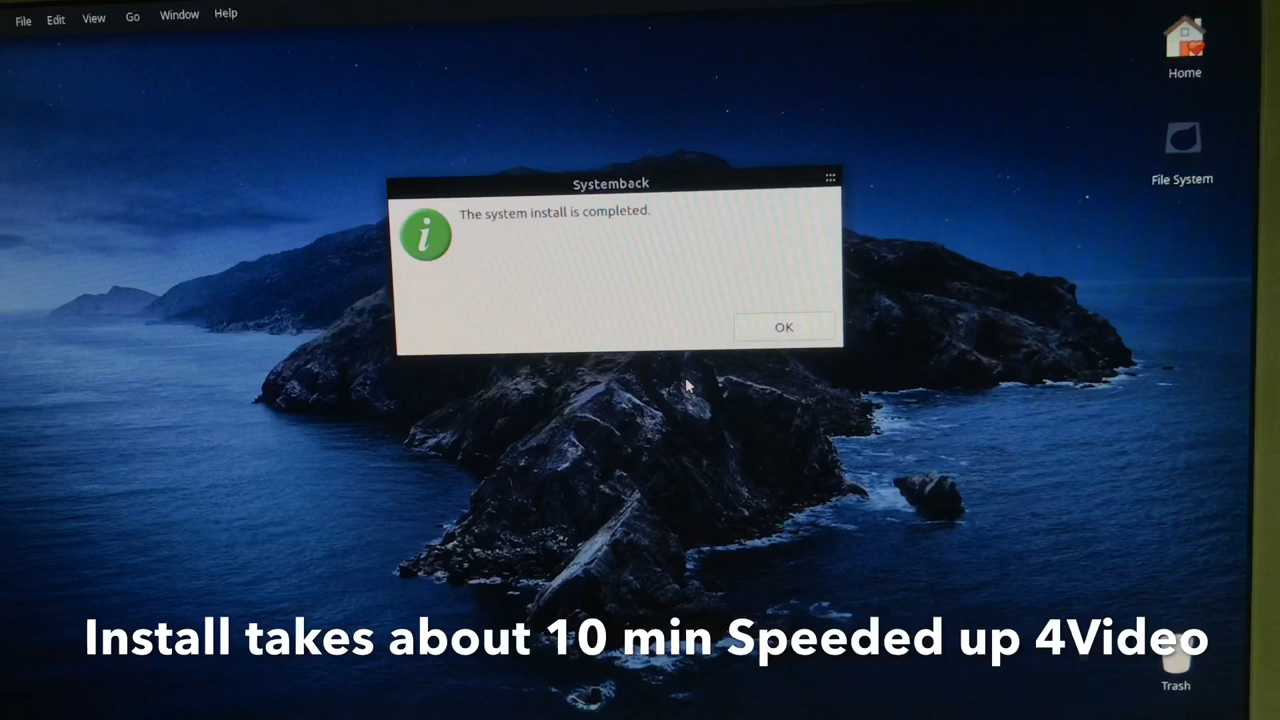 File Edit View Go Window Help
Home
File System
Systemback
The system install is completed.
OK
Install takes about 10 min Speeded up 4Video
Trash